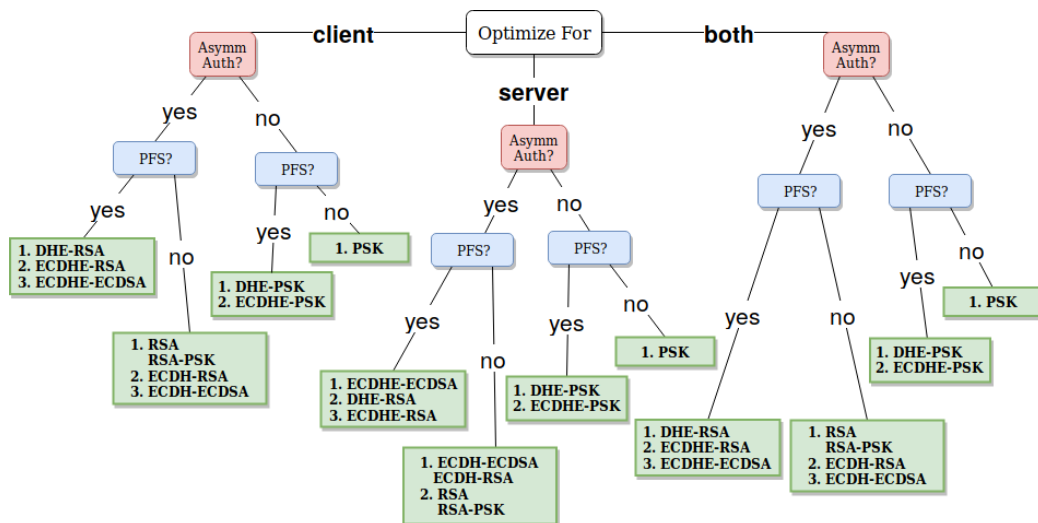 client
Optimize For
both
Asymm
Auth?
Asymm
Auth?
server
yes
no
Asymm
Auth?
yes
no
PFS?
PFS?
PFS?
PFS?
yes
no
yes
no
yes
no
1. DHE-RSA
2. ECDHE-RSA
3. ECDHE-ECDSA
1. PSK
PFS?
PFS?
no
1. DHE-PSK
2. ECDHE-PSK
yes
1. PSK
yes
no
yes
no
yes
no
1. RSA
RSA-PSK
2. ECDH-RSA
3. ECDH-ECDSA
1. PSK
1. DHE-PSK
2. ECDHE-PSK
1. ECDHE-ECDSA
2. DHE-RSA
3. ECDHE-RSA
1. DHE-PSK
2. ECDHE-PSK
1. DHE-RSA
2. ECDHE-RSA
3. ECDHE-ECDSA
1. RSA
RSA-PSK
2. ECDH-RSA
3. ECDH-ECDSA
1. ECDH-ECDSA
ECDH-RSA
2. RSA
RSA-PSK